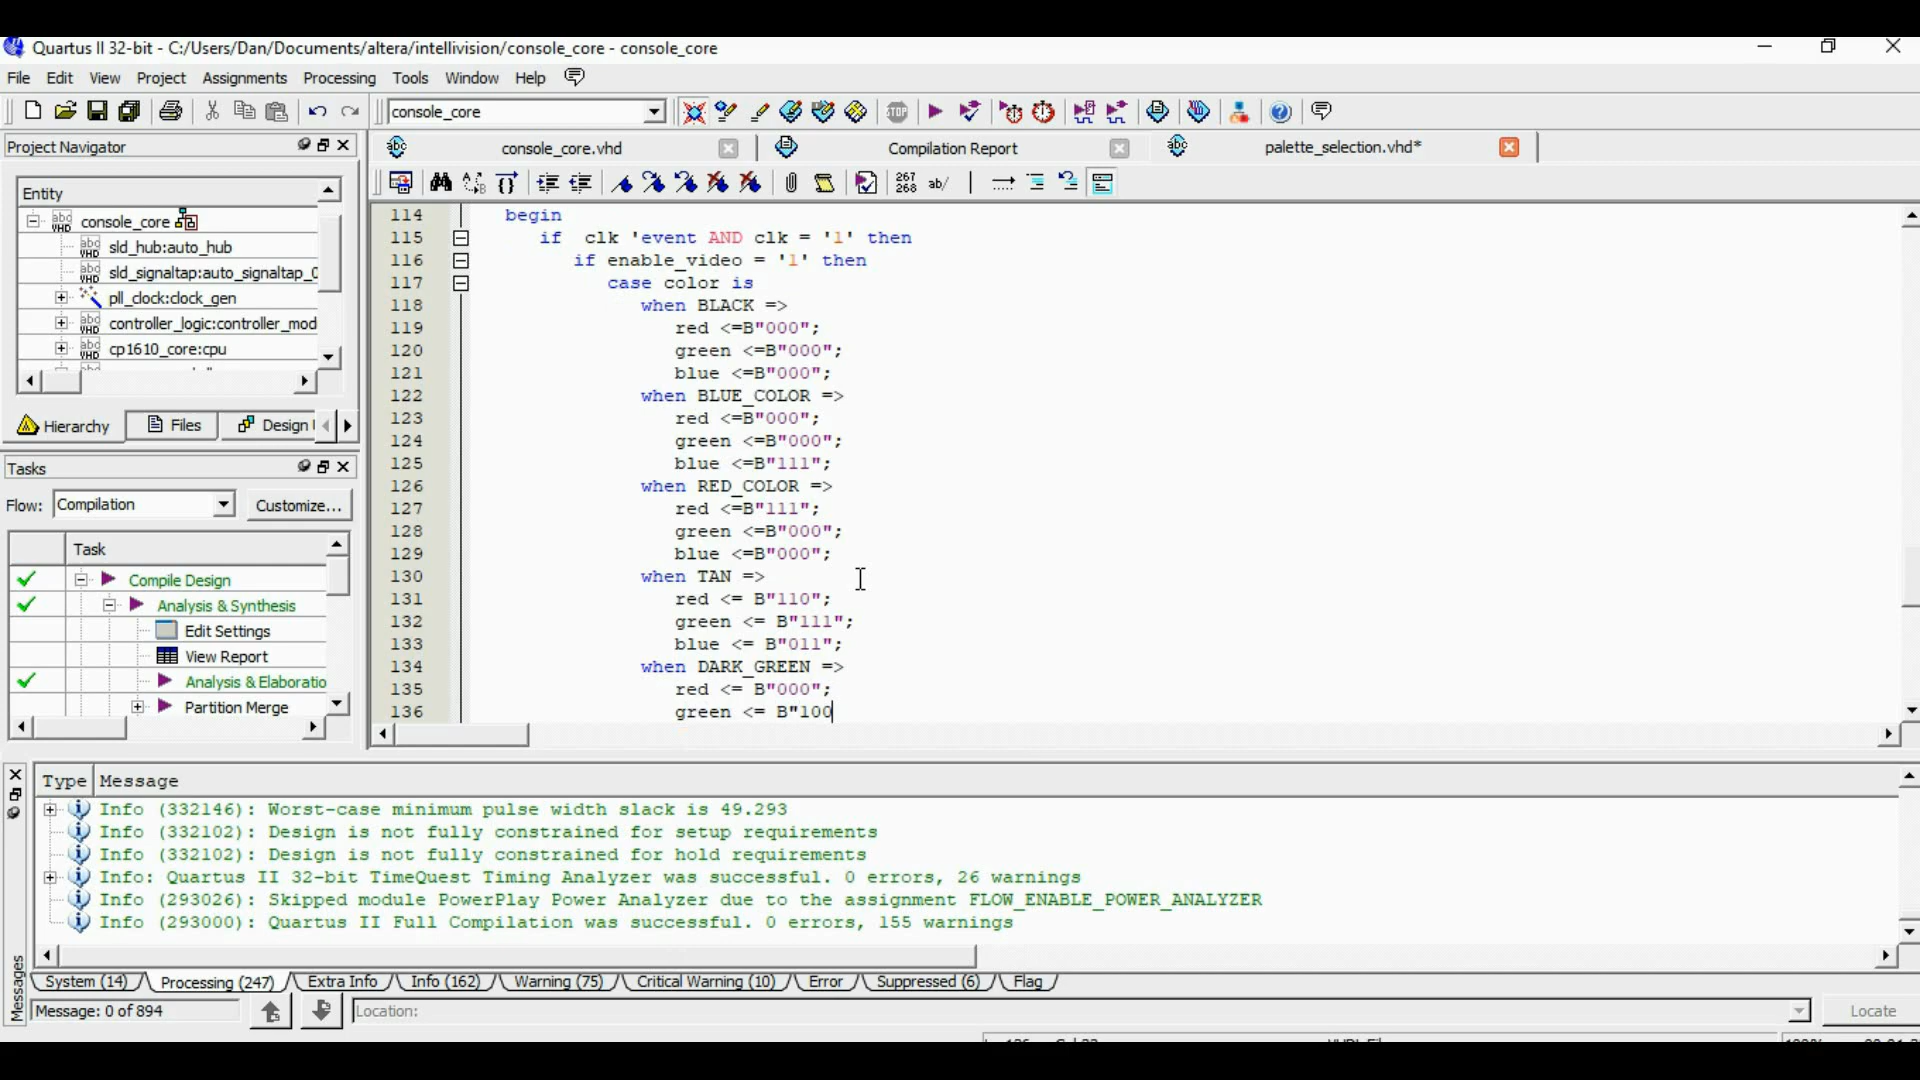 Quartus II 32-bit - C:/Users/Dan/Documents/altera/intellivision/console_core - console_core
File Edit View Project Assignments Processing Tools Window Help
console_core
Project Navigator
console_core.vhd Compilation Report palette_selection.vhd*
Entity
console_core
sld_hub:auto_hub
sld_signaltap:auto_signaltap_0
pll_clock:clock_gen
controller_logic:controller_mod
cp1610_core:cpu
Hierarchy Files Design
Tasks
Flow: Compilation Customize...
Task
Compile Design
Analysis & Synthesis
Edit Settings
View Report
Analysis & Elaboratio
Partition Merge
267
268 ab/
114 begin
115 if clk 'event AND clk = '1' then
116 if enable_video = '1' then
117 case color is
118 when BLACK =>
119 red <=B"000";
120 green <=B"000";
121 blue <=B"000";
122 when BLUE_COLOR =>
123 red <=B"000";
124 green <=B"000";
125 blue <=B"111";
126 when RED_COLOR =>
127 red <=B"111";
128 green <=B"000";
129 blue <=B"000";
130 when TAN =>
131 red <= B"110";
132 green <= B"111";
133 blue <= B"011";
134 when DARK_GREEN =>
135 red <= B"000";
136 green <= B"100
Type Message
Info (332146): Worst-case minimum pulse width slack is 49.293
Info (332102): Design is not fully constrained for setup requirements
Info (332102): Design is not fully constrained for hold requirements
Info: Quartus II 32-bit TimeQuest Timing Analyzer was successful. 0 errors, 26 warnings
Info (293026): Skipped module PowerPlay Power Analyzer due to the assignment FLOW_ENABLE_POWER_ANALYZER
Info (293000): Quartus II Full Compilation was successful. 0 errors, 155 warnings
System (14) Processing (247) Extra Info Info (162) Warning (75) Critical Warning (10) Error Suppressed (6) Flag
Messages
Message: 0 of 894 Location: Locate